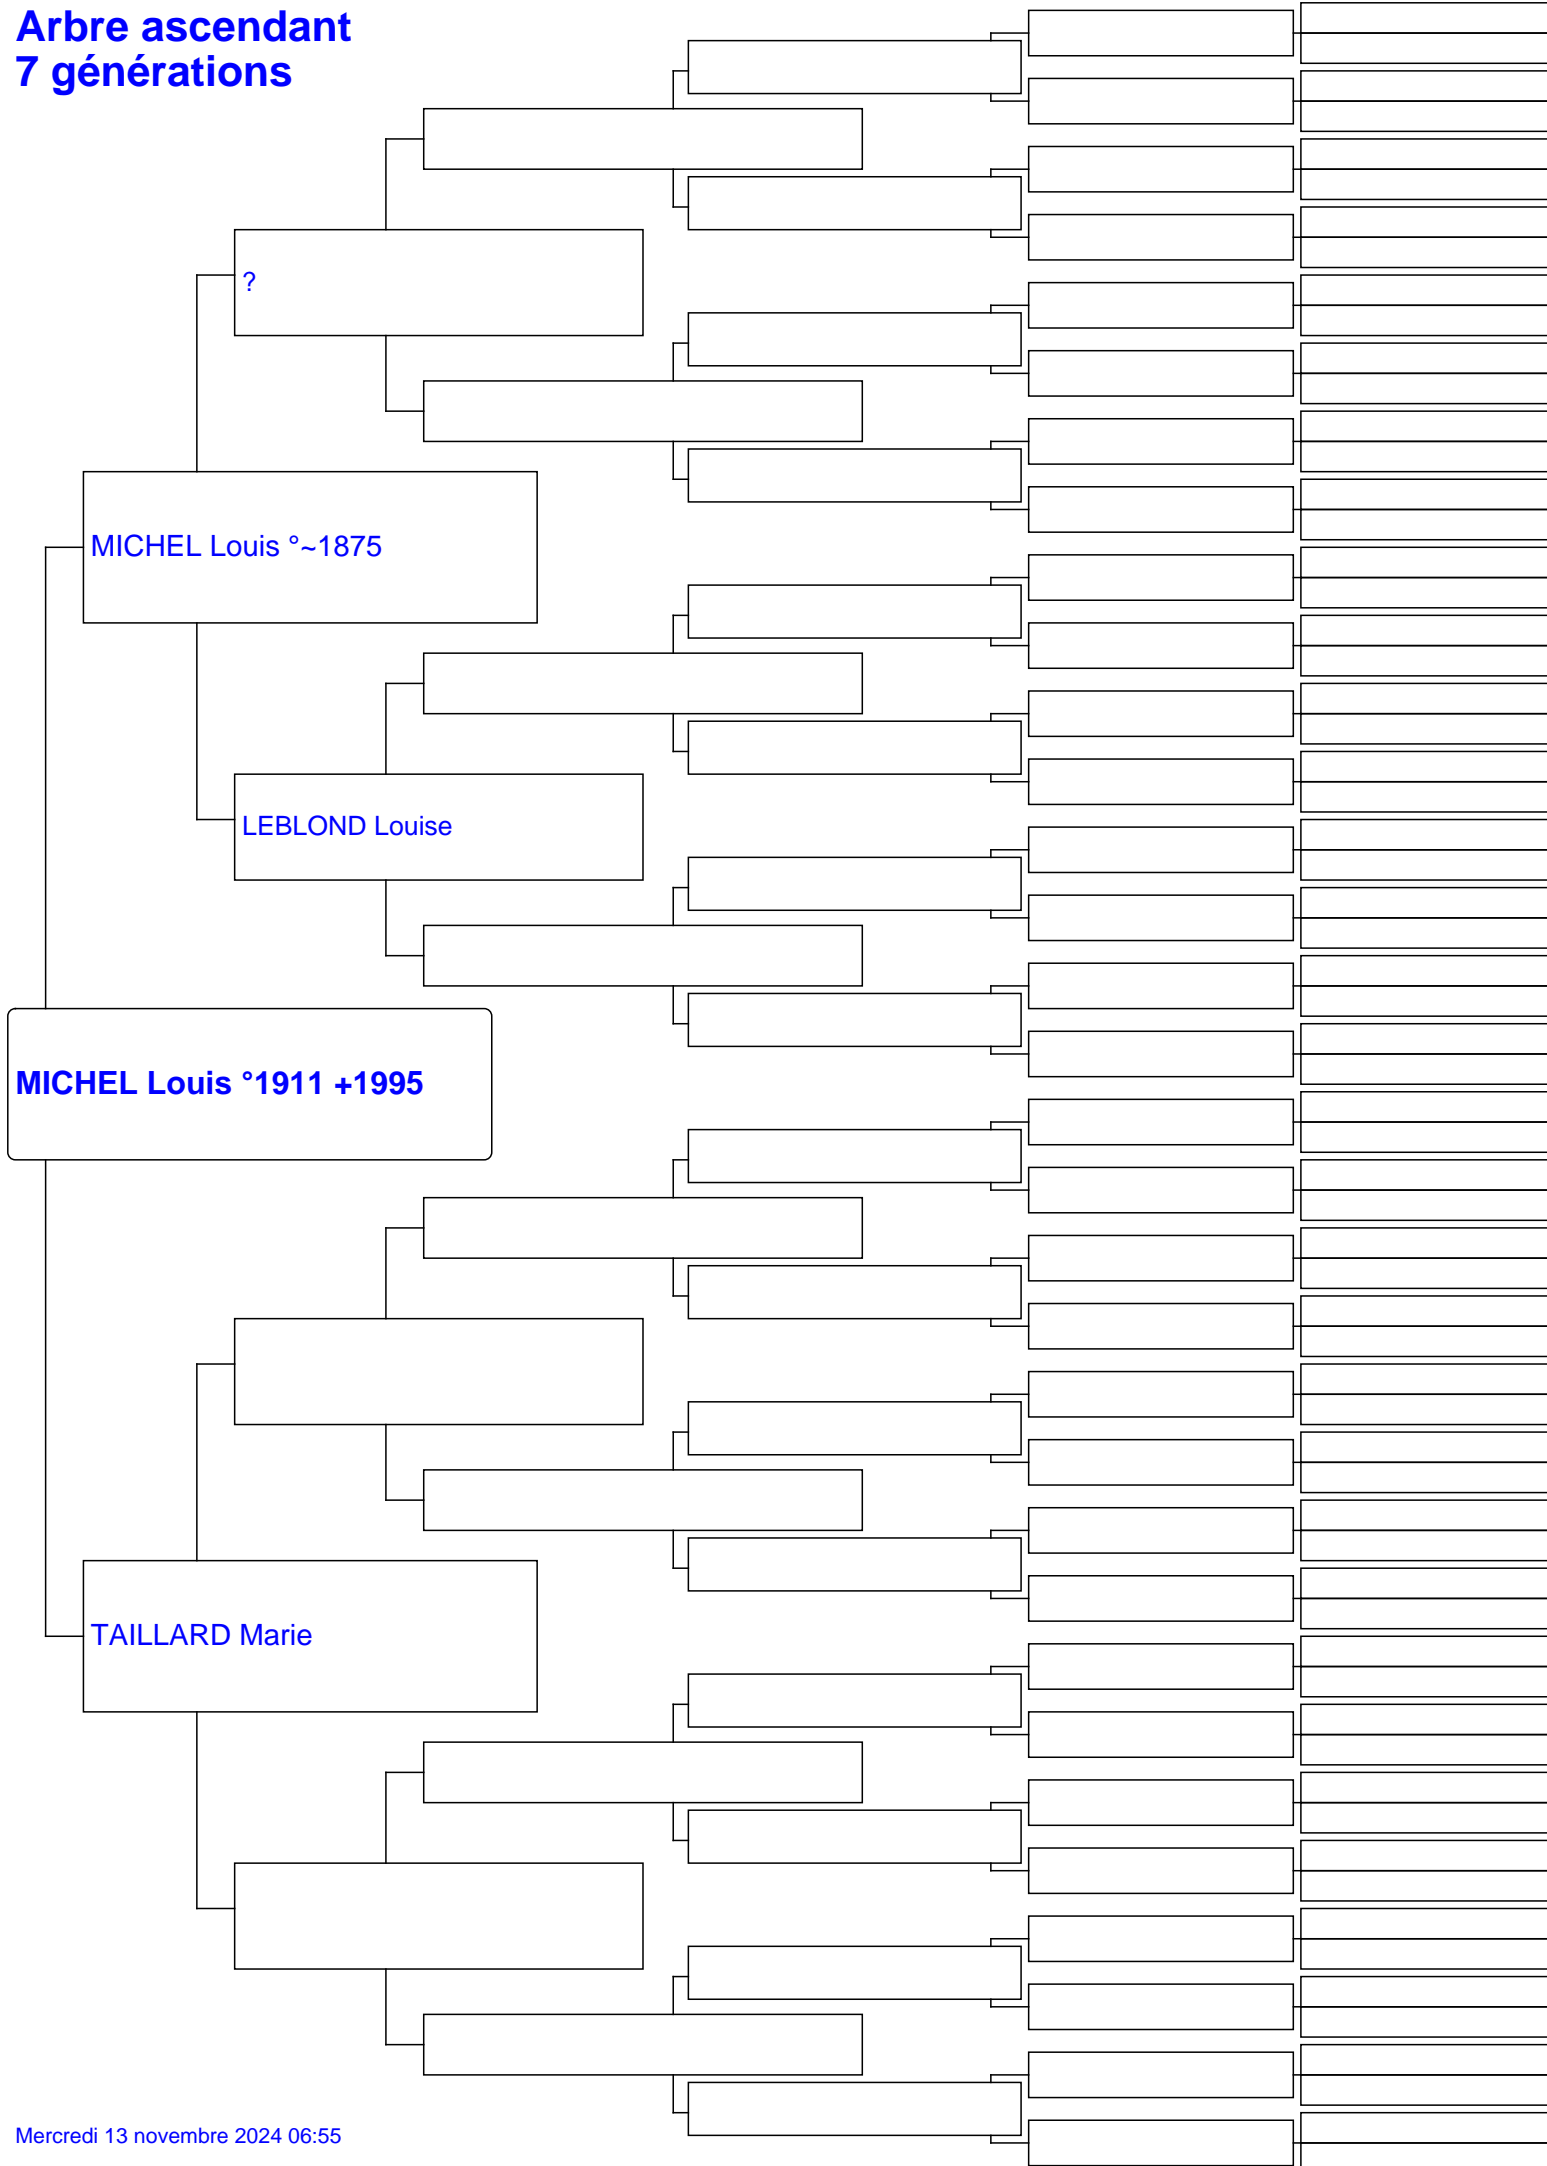 Arbre ascendant
7 générations
?
MICHEL Louis °~1875
LEBLOND Louise
MICHEL Louis °1911 +1995
TAILLARD Marie
Mercredi 13 novembre 2024 06:55